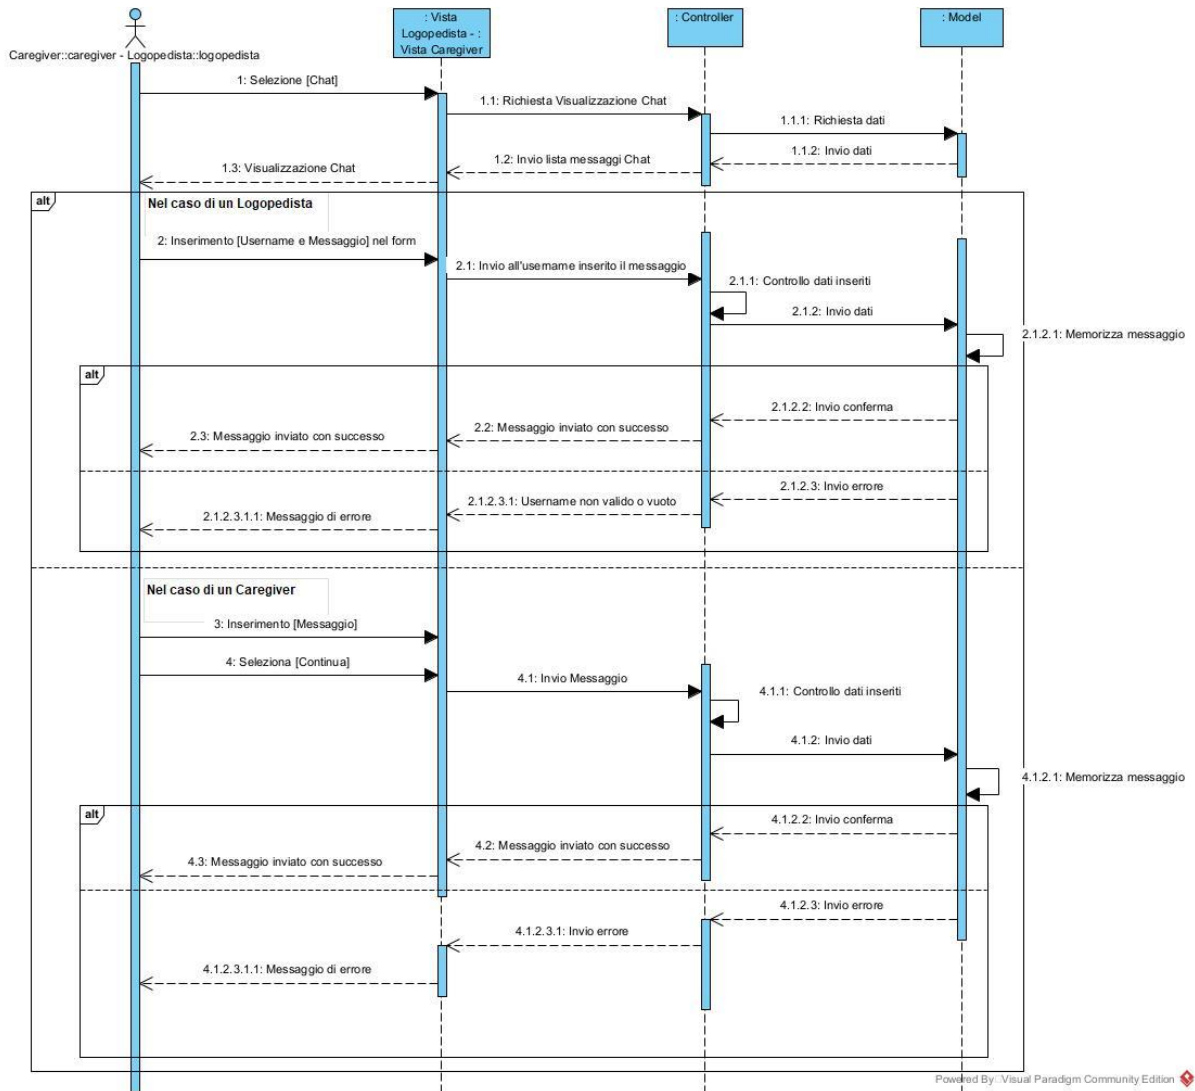 : Vista
Logopedista - :
Vista Caregiver
: Controller
: Model
Caregiver::caregiver - Logopedista::logopedista
1: Selezione [Chat]
1.1: Richiesta Visualizzazione Chat
1.1.1: Richiesta dati
1.1.2: Invio dati
1.2: Invio lista messaggi Chat
1.3: Visualizzazione Chat
alt
Nel caso di un Logopedista
2: Inserimento [Username e Messaggio] nel form
2.1: Invio all'username inserito il messaggio
2.1.1: Controllo dati inseriti
2.1.2: Invio dati
2.1.2.1: Memorizza messaggio
alt
2.1.2.2: Invio conferma
2.2: Messaggio inviato con successo
2.3: Messaggio inviato con successo
2.1.2.3: Invio errore
2.1.2.3.1: Username non valido o vuoto
2.1.2.3.1.1: Messaggio di errore
Nel caso di un Caregiver
3: Inserimento [Messaggio]
4: Seleziona [Continua]
4.1: Invio Messaggio
4.1.1: Controllo dati inseriti
4.1.2: Invio dati
4.1.2.1: Memorizza messaggio
alt
4.1.2.2: Invio conferma
4.2: Messaggio inviato con successo
4.3: Messaggio inviato con successo
4.1.2.3: Invio errore
4.1.2.3.1: Invio errore
4.1.2.3.1.1: Messaggio di errore
Powered By Visual Paradigm Community Edition